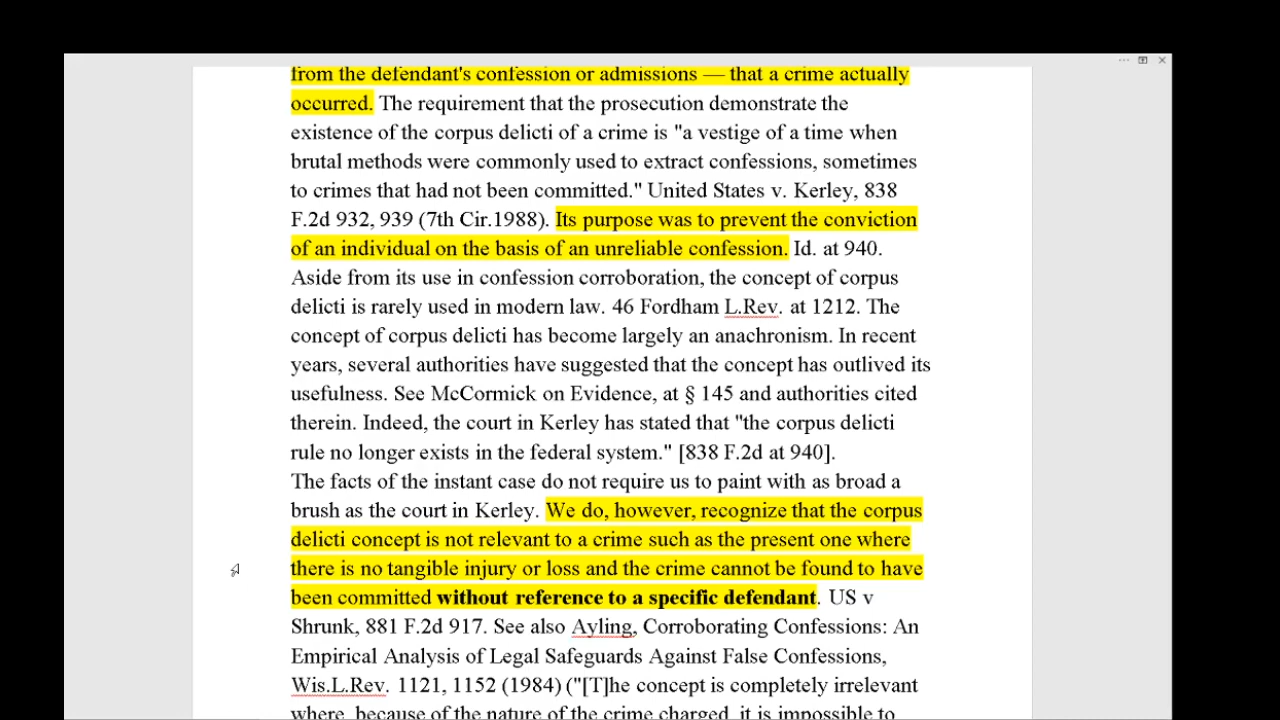 from the defendant's confession or admissions — that a crime actually
occurred. The requirement that the prosecution demonstrate the
existence of the corpus delicti of a crime is "a vestige of a time when
brutal methods were commonly used to extract confessions, sometimes
to crimes that had not been committed." United States v. Kerley, 838
F.2d 932, 939 (7th Cir.1988). Its purpose was to prevent the conviction
of an individual on the basis of an unreliable confession. Id. at 940.
Aside from its use in confession corroboration, the concept of corpus
delicti is rarely used in modern law. 46 Fordham L.Rev. at 1212. The
concept of corpus delicti has become largely an anachronism. In recent
years, several authorities have suggested that the concept has outlived its
usefulness. See McCormick on Evidence, at § 145 and authorities cited
therein. Indeed, the court in Kerley has stated that "the corpus delicti
rule no longer exists in the federal system." [838 F.2d at 940].
The facts of the instant case do not require us to paint with as broad a
brush as the court in Kerley. We do, however, recognize that the corpus
delicti concept is not relevant to a crime such as the present one where
there is no tangible injury or loss and the crime cannot be found to have
been committed without reference to a specific defendant. US v
Shrunk, 881 F.2d 917. See also Ayling, Corroborating Confessions: An
Empirical Analysis of Legal Safeguards Against False Confessions,
Wis.L.Rev. 1121, 1152 (1984) ("[T]he concept is completely irrelevant
where, because of the nature of the crime charged, it is impossible to